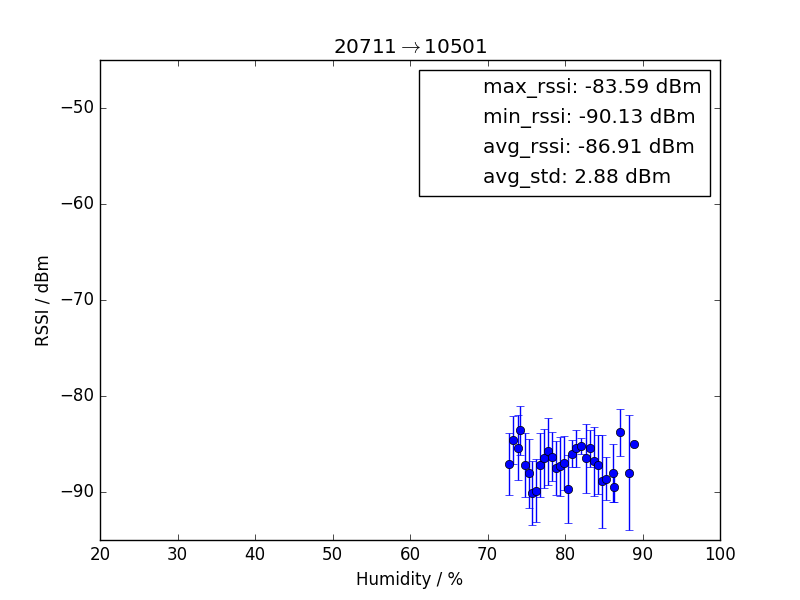 20711→10501
max_rssi: -83.59 dBm
min_rssi: -90.13 dBm
avg_rssi: -86.91 dBm
avg_std: 2.88 dBm
RSSI / dBm
−50
−60
−70
−80
−90
20 30 40 50 60 70 80 90 100
Humidity / %